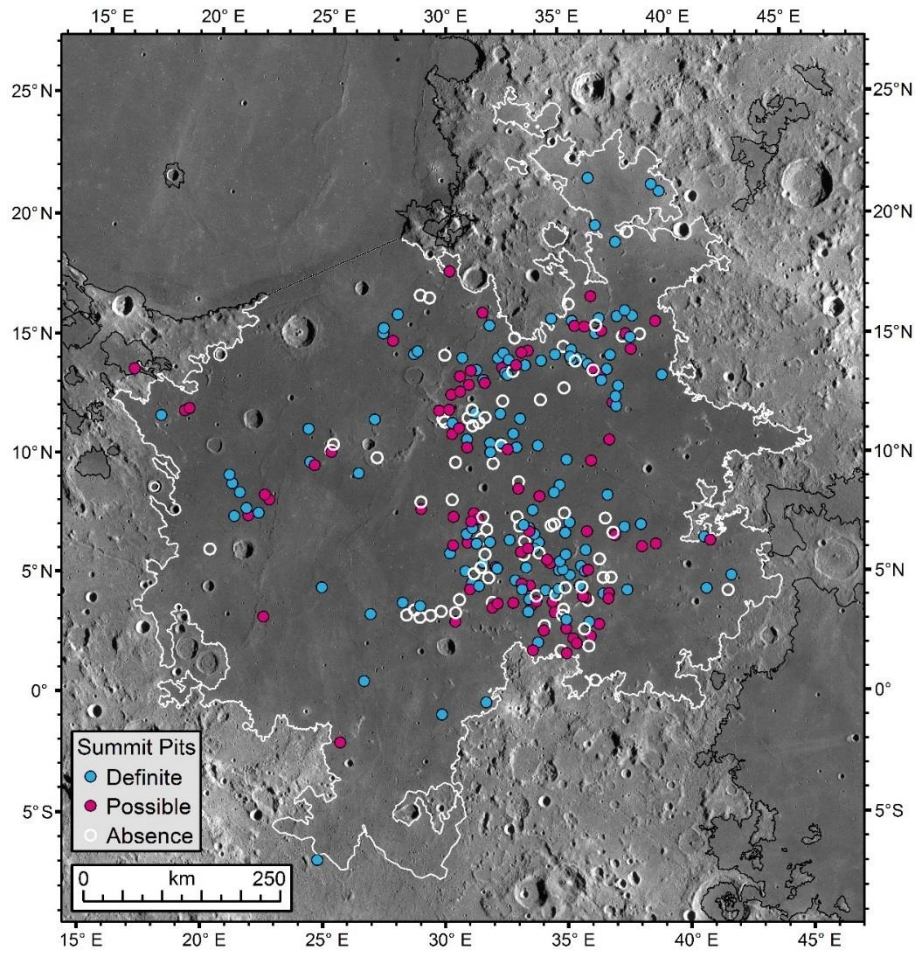 15° E 20° E 25° E 30° E 35° E 40° E 45° E
25° N 25° N
20° N 20° N
15° N 15° N
10° N 10° N
5° N 5° N
0° 0°
5° S 5° S
Summit Pits
Definite
Possible
Absence
0 km 250
15° E 20° E 25° E 30° E 35° E 40° E 45° E